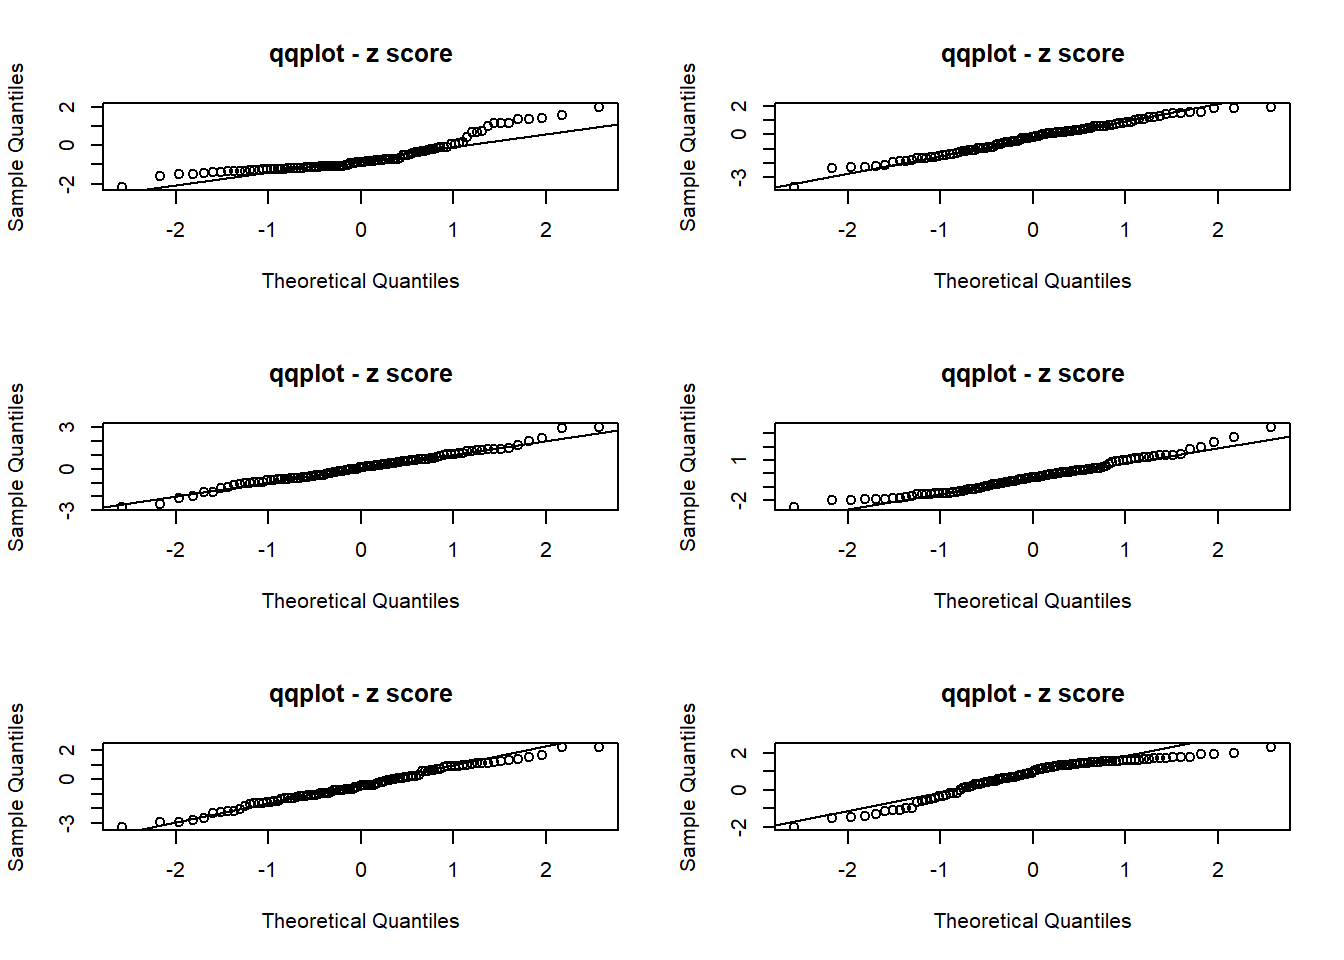 qqplot - z score
Sample Quantiles
2
0
-2
-2 -1 0 1 2
Theoretical Quantiles
qqplot - z score
Sample Quantiles
2
0
-3
-2 -1 0 1 2
Theoretical Quantiles
qqplot - z score
Sample Quantiles
3
0
-3
-2 -1 0 1 2
Theoretical Quantiles
qqplot - z score
Sample Quantiles
1
-2
-2 -1 0 1 2
Theoretical Quantiles
qqplot - z score
Sample Quantiles
2
0
-3
-2 -1 0 1 2
Theoretical Quantiles
qqplot - z score
Sample Quantiles
2
0
-2
-2 -1 0 1 2
Theoretical Quantiles